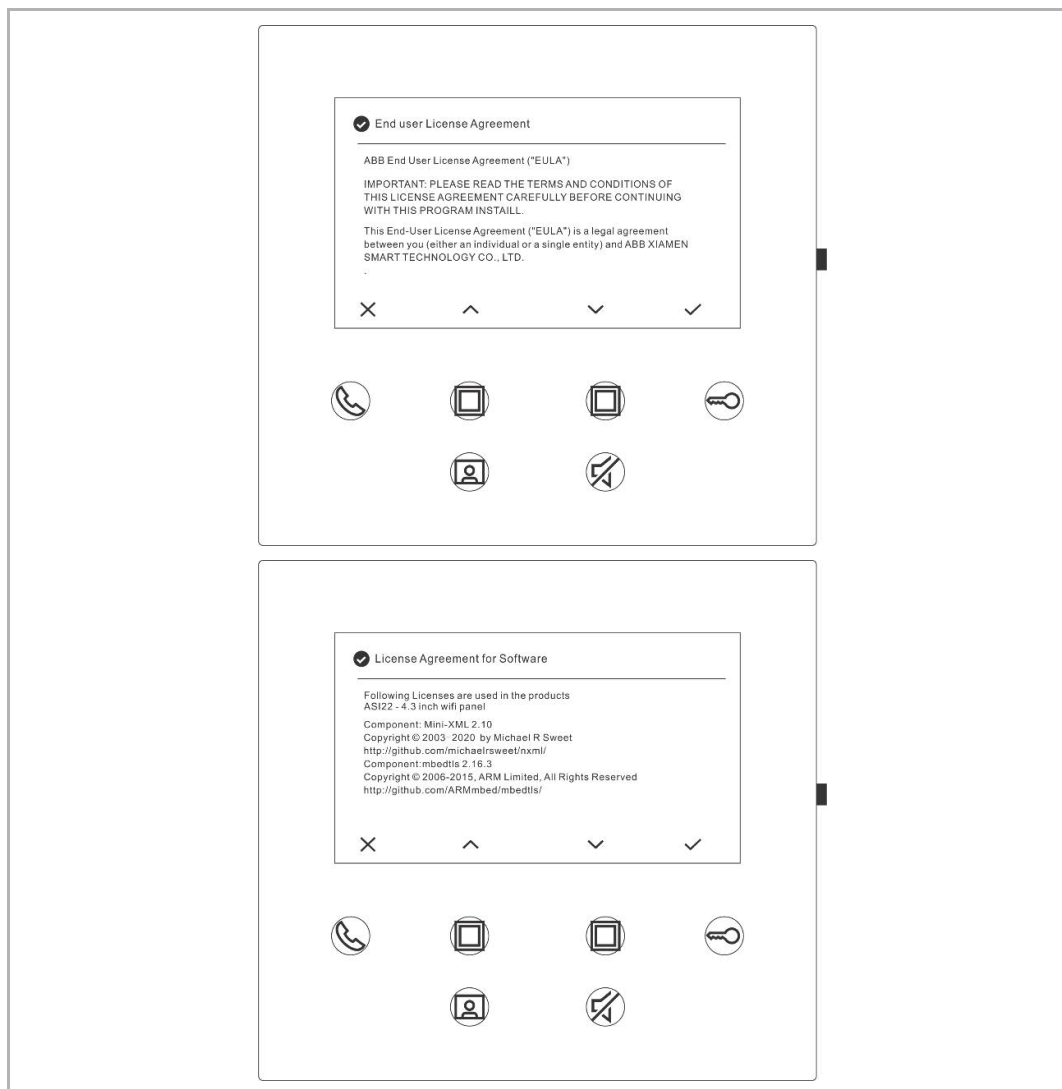 End user License Agreement
ABB End User License Agreement ("EULA")
IMPORTANT: PLEASE READ THE TERMS AND CONDITIONS OF
THIS LICENSE AGREEMENT CAREFULLY BEFORE CONTINUING
WITH THIS PROGRAM INSTAILL.
This End-User License Agreement ("EULA") is a legal agreement
between you (either an individual or a single entity) and ABB XIAMEN
SMART TECHNOLOGY CO., LTD.
.
License Agreement for Software
Following Licenses are used in the products
ASI22 - 4.3 inch wifi panel
Component: Mini-XML 2.10
Copyright © 2003-2020 by Michael R Sweet
http://github.com/michaelrsweet/nxml/
Component:mbedtls 2.16.3
Copyright © 2006-2015, ARM Limited, All Rights Reserved
http://github.com/ARMmbed/mbedtls/